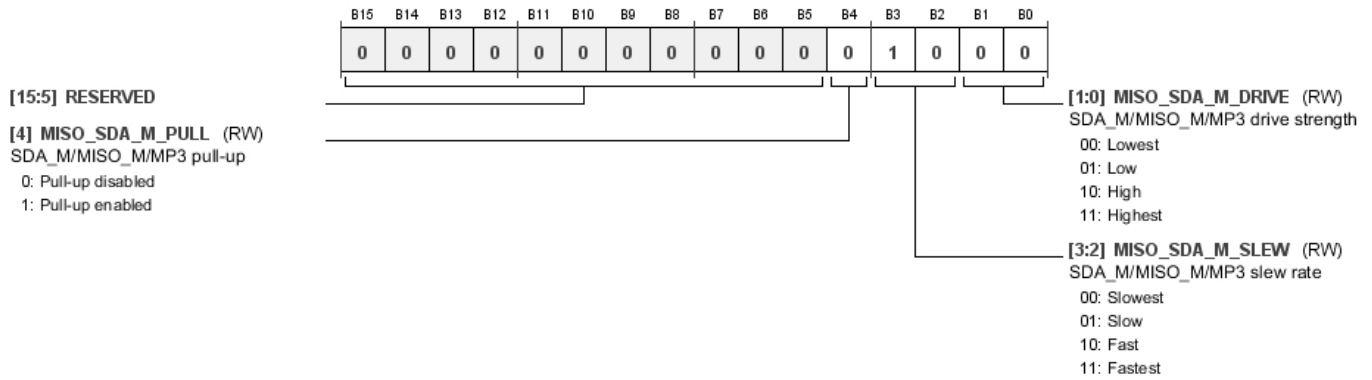 B15 B14 B13 B12 B11 B10 B9 B8 B7 B6 B5 B4 B3 B2 B1 B0
0 0 0 0 0 0 0 0 0 0 0 0 1 0 0 0
[15:5] RESERVED
[4] MISO_SDA_M_PULL (RW)
SDA_M/MISO_M/MP3 pull-up
0: Pull-up disabled
1: Pull-up enabled
[1:0] MISO_SDA_M_DRIVE (RW)
SDA_M/MISO_M/MP3 drive strength
00: Lowest
01: Low
10: High
11: Highest
[3:2] MISO_SDA_M_SLEW (RW)
SDA_M/MISO_M/MP3 slew rate
00: Slowest
01: Slow
10: Fast
11: Fastest